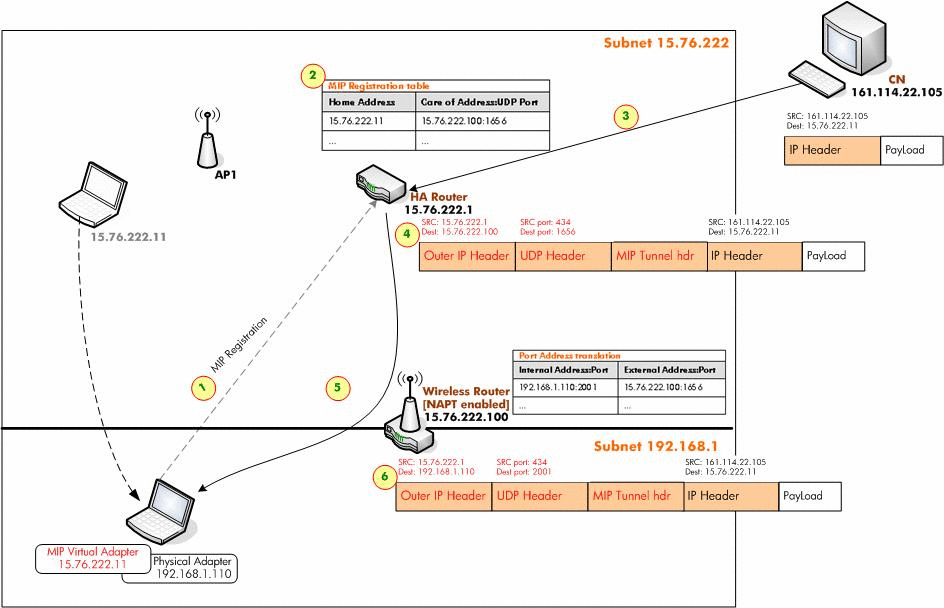 Subnet 15.76.222
CN
161.114.22.105
SRC: 161.114.22.105
Dest: 15.76.222.11
IP Header PayLoad
2
MIP Registration table
Home Address Care of Address:UDP Port
15.76.222.11 15.76.222.100:1656
... ...
3
AP1
15.76.222.11
HA Router
15.76.222.1
4
SRC: 15.76.222.1 SRC port: 434 SRC: 161.114.22.105
Dest: 15.76.222.100 Dest port: 1656 Dest: 15.76.222.11
Outer IP Header UDP Header MIP Tunnel hdr IP Header PayLoad
MIP Registration
1
5
Port Address translation
Internal Address:Port External Address:Port
192.168.1.110:2001 15.76.222.100:1656
... ...
Wireless Router
[NAPT enabled]
15.76.222.100
Subnet 192.168.1
6
SRC: 15.76.222.1 SRC port: 434 SRC: 161.114.22.105
Dest: 192.168.1.110 Dest port: 2001 Dest: 15.76.222.11
Outer IP Header UDP Header MIP Tunnel hdr IP Header PayLoad
MIP Virtual Adapter
15.76.222.11
Physical Adapter
192.168.1.110